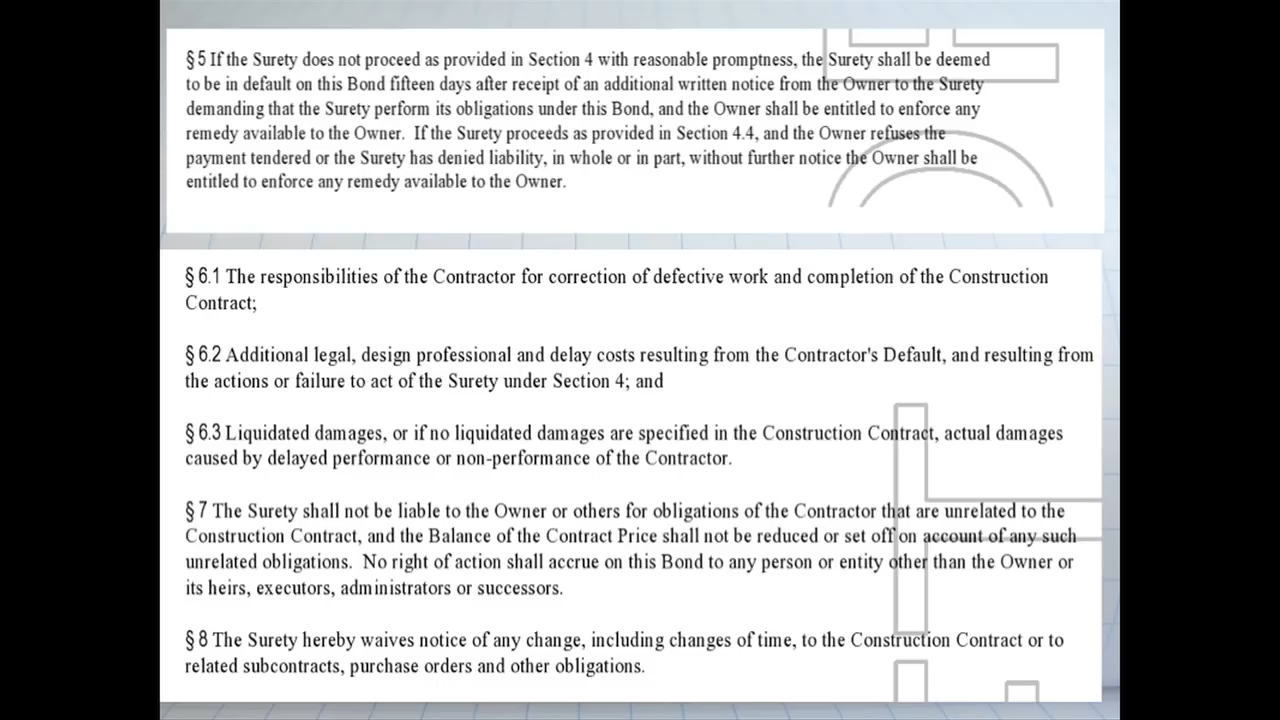 § 5 If the Surety does not proceed as provided in Section 4 with reasonable promptness, the Surety shall be deemed
to be in default on this Bond fifteen days after receipt of an additional written notice from the Owner to the Surety
demanding that the Surety perform its obligations under this Bond, and the Owner shall be entitled to enforce any
remedy available to the Owner. If the Surety proceeds as provided in Section 4.4, and the Owner refuses the
payment tendered or the Surety has denied liability, in whole or in part, without further notice the Owner shall be
entitled to enforce any remedy available to the Owner.
§ 6.1 The responsibilities of the Contractor for correction of defective work and completion of the Construction
Contract;
§ 6.2 Additional legal, design professional and delay costs resulting from the Contractor's Default, and resulting from
the actions or failure to act of the Surety under Section 4; and
§ 6.3 Liquidated damages, or if no liquidated damages are specified in the Construction Contract, actual damages
caused by delayed performance or non-performance of the Contractor.
§ 7 The Surety shall not be liable to the Owner or others for obligations of the Contractor that are unrelated to the
Construction Contract, and the Balance of the Contract Price shall not be reduced or set off on account of any such
unrelated obligations. No right of action shall accrue on this Bond to any person or entity other than the Owner or
its heirs, executors, administrators or successors.
§ 8 The Surety hereby waives notice of any change, including changes of time, to the Construction Contract or to
related subcontracts, purchase orders and other obligations.